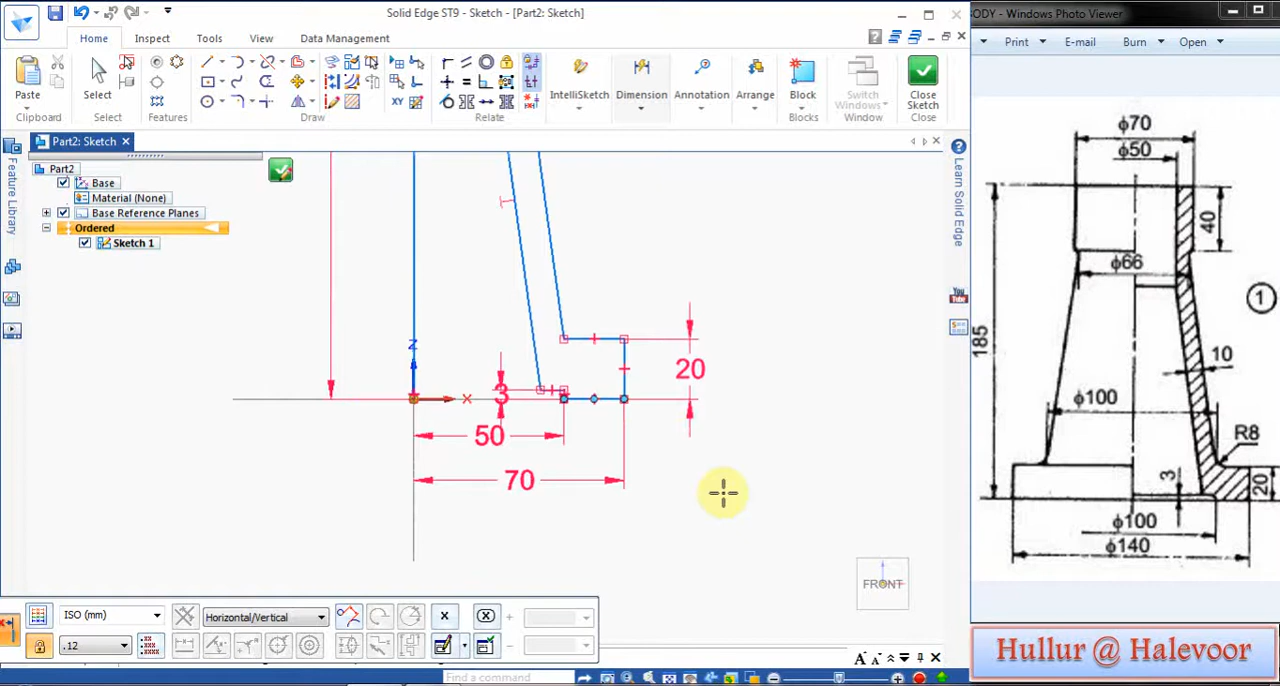 Solid Edge ST9 - Sketch - [Part2: Sketch]
BODY - Windows Photo Viewer
Home Inspect Tools View Data Management
Print E-mail Burn Open
Paste
Select
IntelliSketch
Dimension
Annotation
Arrange
Block
Switch Windows
Close Sketch
Clipboard Select Features Draw Relate Blocks Window Close
Part2: Sketch
Feature Library
Part2
Base
Material (None)
Base Reference Planes
Ordered
Sketch 1
Learn Solid Edge
You Tube
Z
X
3
20
50
70
FRONT
ϕ70
ϕ50
40
ϕ66
1
185
10
ϕ100
R8
3
20
ϕ100
ϕ140
ISO (mm)
Horizontal/Vertical
.12
Find a command
Hullur @ Halevoor